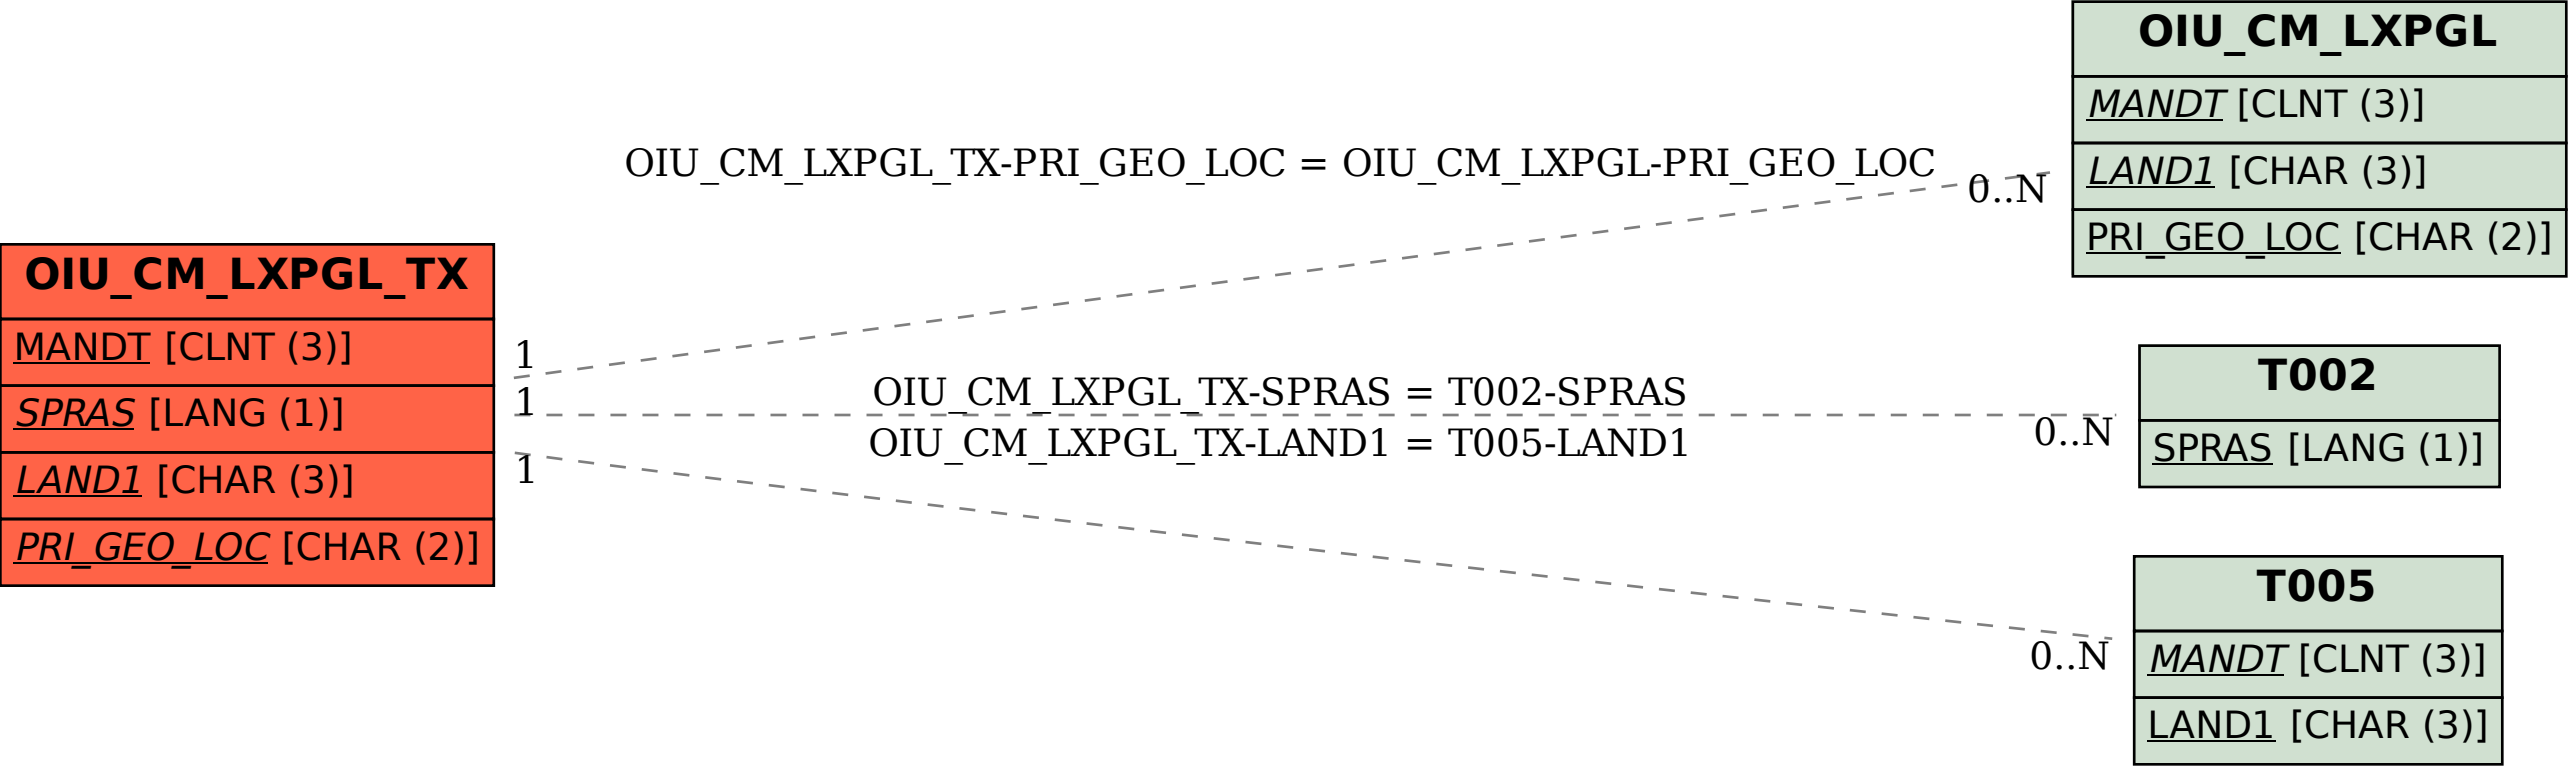 OIU_CM_LXPGL_TX
MANDT [CLNT (3)]
SPRAS [LANG (1)]
LAND1 [CHAR (3)]
PRI_GEO_LOC [CHAR (2)]
OIU_CM_LXPGL_TX-PRI_GEO_LOC = OIU_CM_LXPGL-PRI_GEO_LOC
1
0..N
OIU_CM_LXPGL_TX-SPRAS = T002-SPRAS
1
0..N
OIU_CM_LXPGL_TX-LAND1 = T005-LAND1
1
0..N
OIU_CM_LXPGL
MANDT [CLNT (3)]
LAND1 [CHAR (3)]
PRI_GEO_LOC [CHAR (2)]
T002
SPRAS [LANG (1)]
T005
MANDT [CLNT (3)]
LAND1 [CHAR (3)]